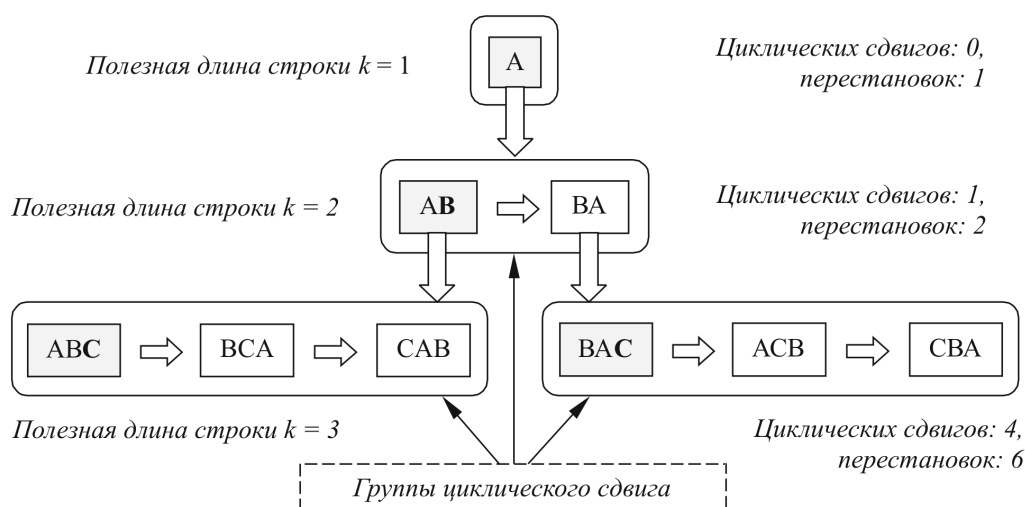 Полезная длина строки k = 1
A
Циклических сдвигов: 0,
перестановок: 1
Полезная длина строки k = 2
AB
BA
Циклических сдвигов: 1,
перестановок: 2
ABC
BCA
CAB
BAC
ACB
CBA
Полезная длина строки k = 3
Циклических сдвигов: 4,
перестановок: 6
Группы циклического сдвига